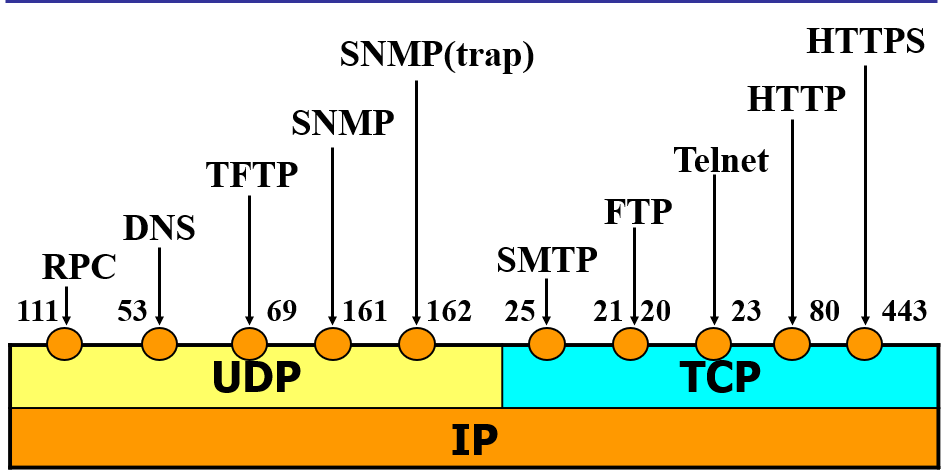 HTTPS
SNMP(trap)
HTTP
SNMP
Telnet
TFTP
FTP
DNS
SMTP
RPC
111 53 69 161 162 25 21 20 23 80 443
UDP TCP
IP